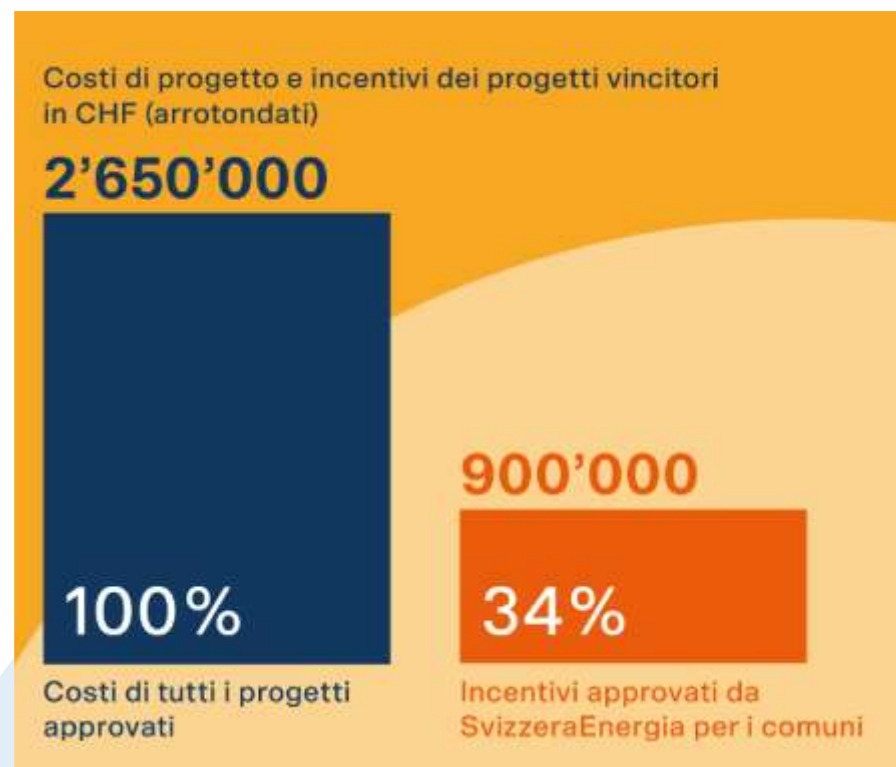 Costi di progetto e incentivi dei progetti vincitori
in CHF (arrotondati)
2’650’000
900’000
100%
34%
Costi di tutti i progetti
approvati
Incentivi approvati da
SvizzeraEnergia per i comuni